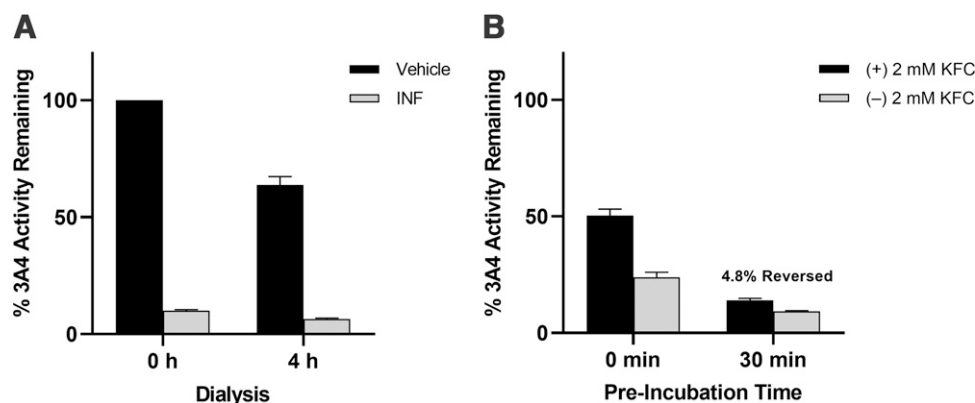 A
% 3A4 Activity Remaining
100
50
0
Vehicle
INF
0 h
4 h
Dialysis
B
% 3A4 Activity Remaining
100
50
0
(+) 2 mM KFC
(–) 2 mM KFC
4.8% Reversed
0 min
30 min
Pre-Incubation Time